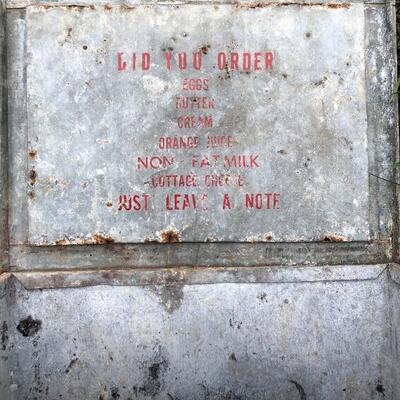 DID YOU ORDER
EGGS
BUTTER
CREAM
ORANGE JUICE
NON - FAT MILK
COTTAGE CHEESE
JUST LEAVE A NOTE